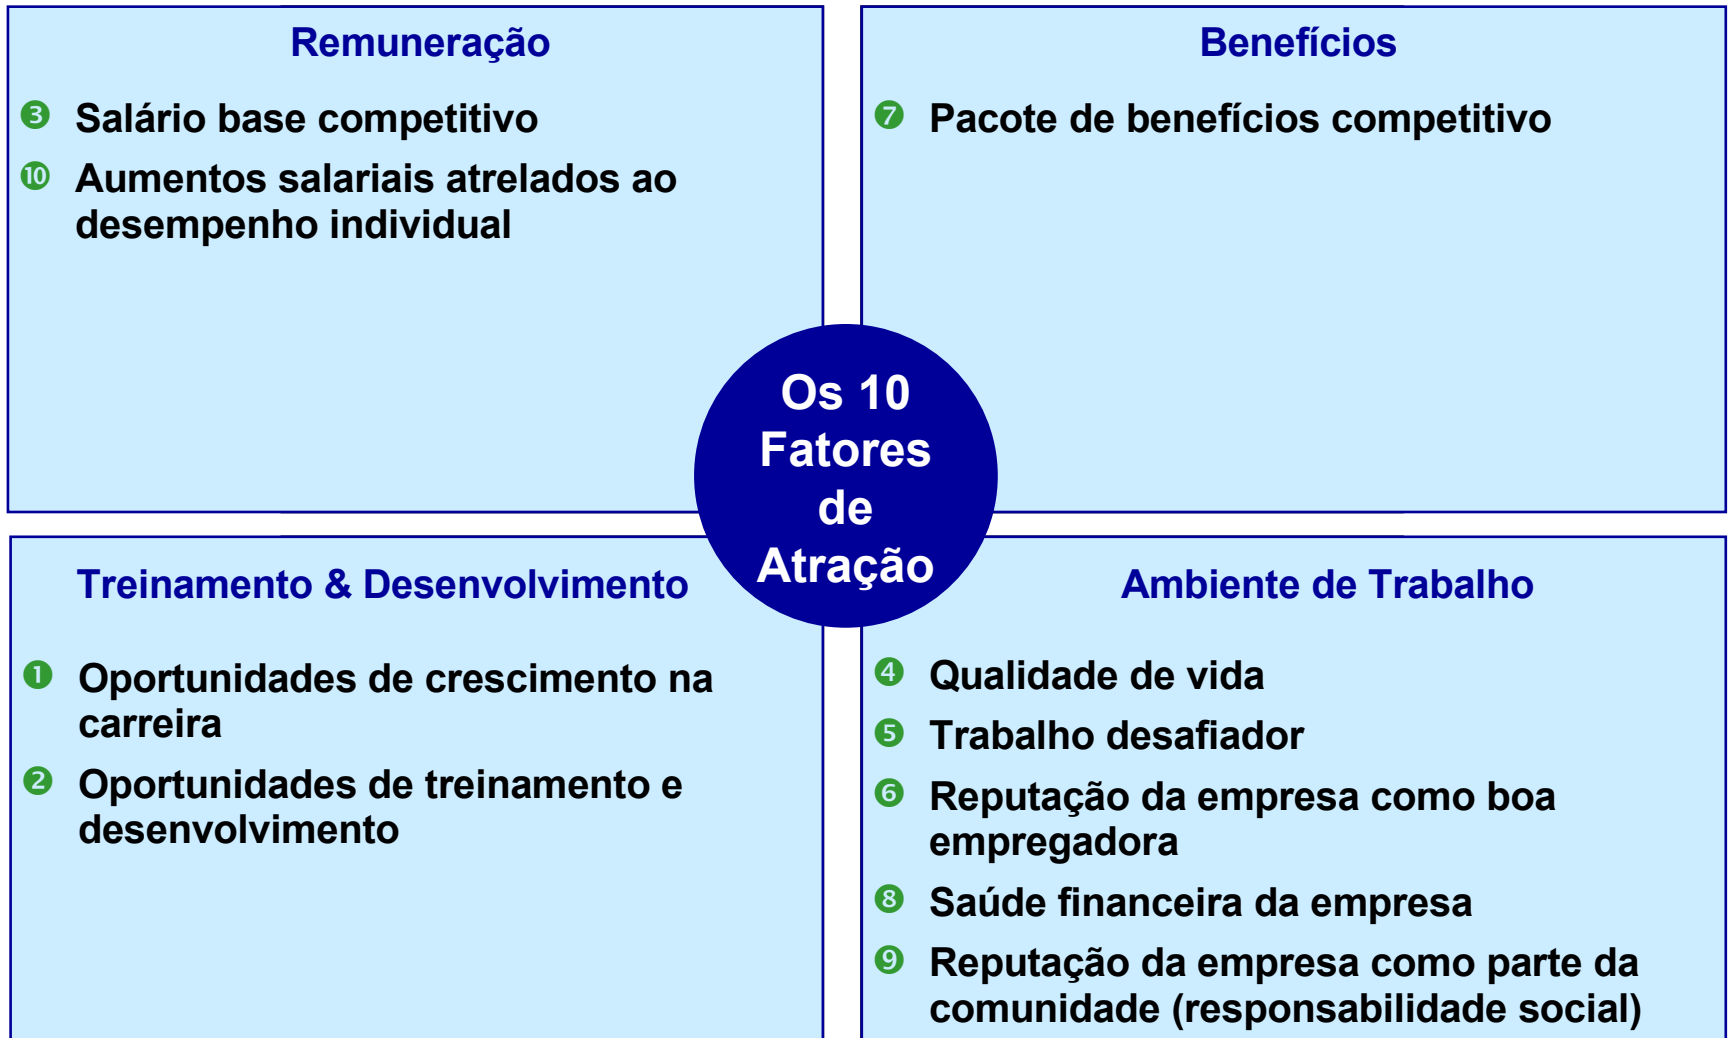 Remuneração
❸ Salário base competitivo
❿ Aumentos salariais atrelados ao
desempenho individual
Benefícios
❼ Pacote de benefícios competitivo
Os 10
Fatores
de
Atração
Treinamento & Desenvolvimento
❶ Oportunidades de crescimento na
carreira
❷ Oportunidades de treinamento e
desenvolvimento
Ambiente de Trabalho
❹ Qualidade de vida
❺ Trabalho desafiador
❻ Reputação da empresa como boa
empregadora
❽ Saúde financeira da empresa
❾ Reputação da empresa como parte da
comunidade (responsabilidade social)